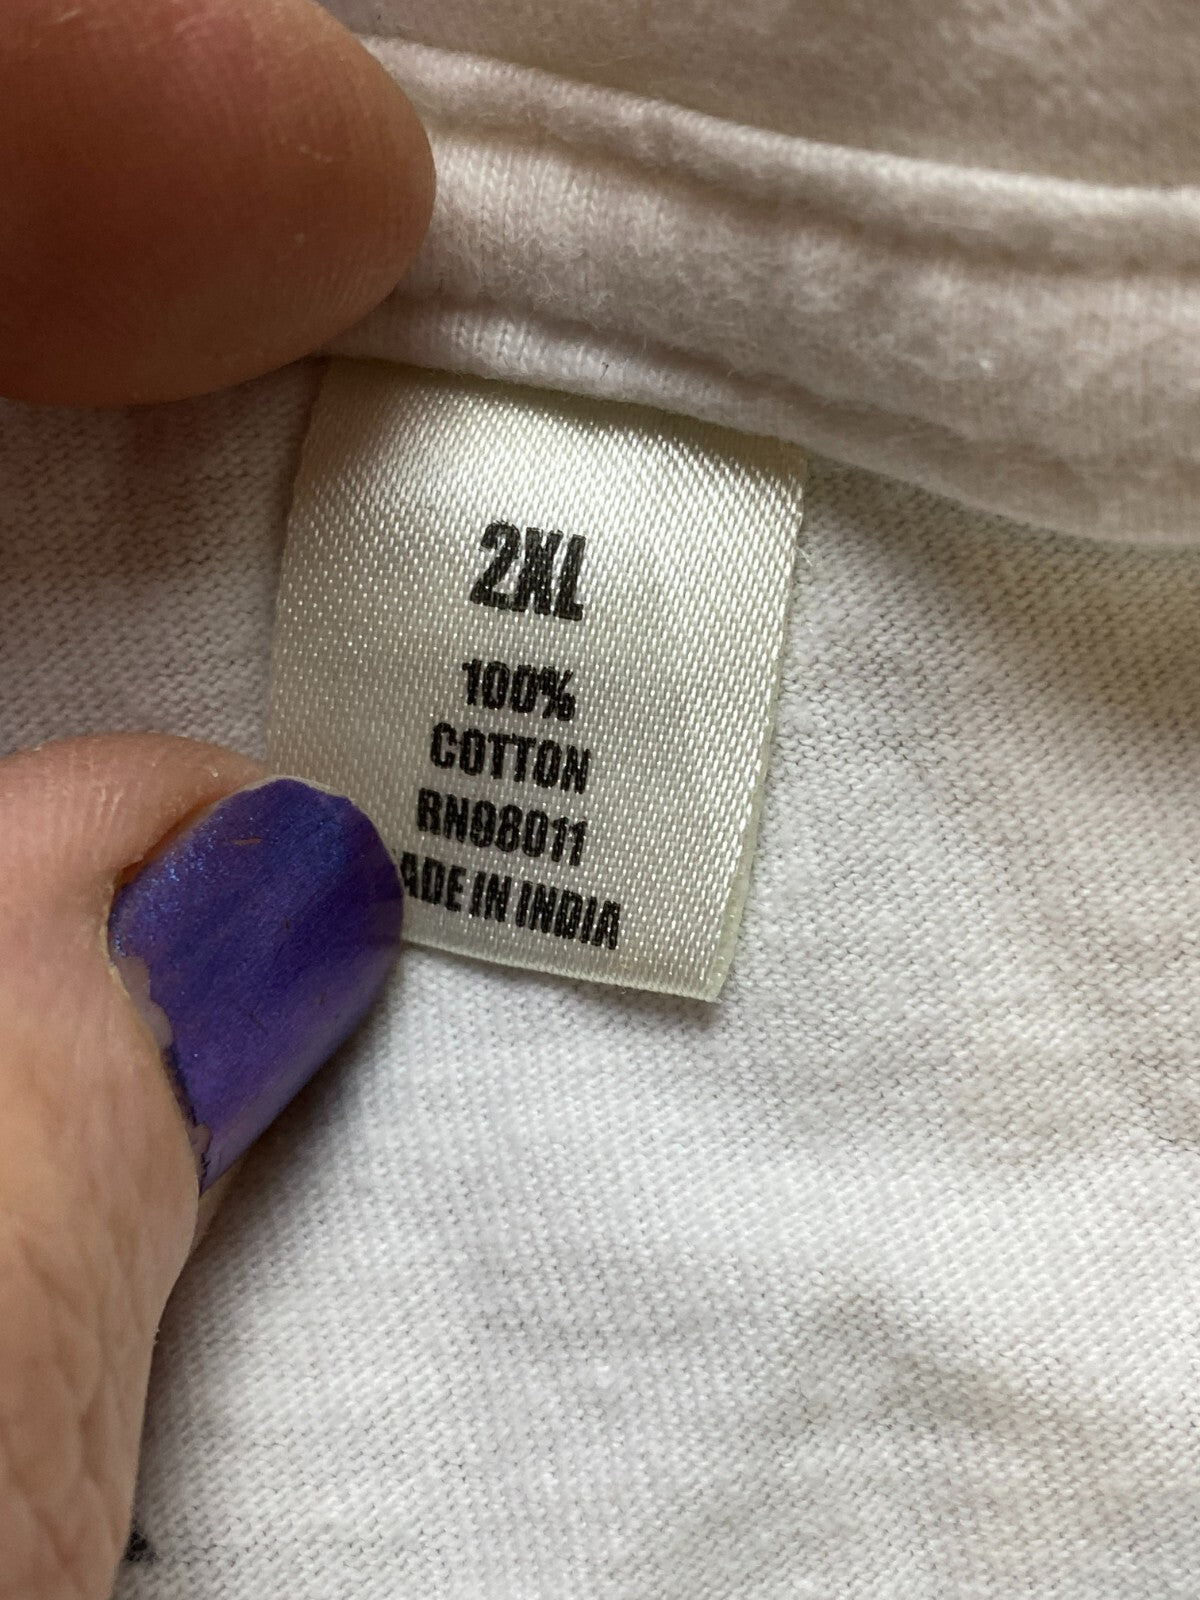 2XL
100%
COTTON
RN98011
ADE IN INDIA